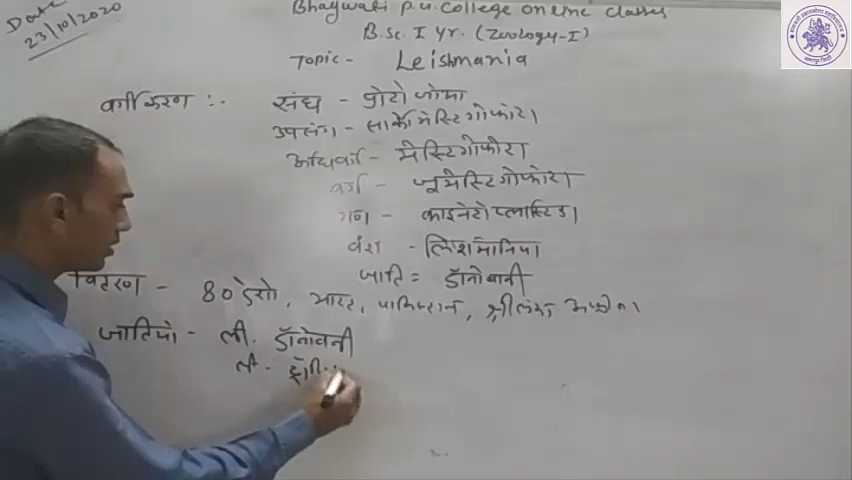 Date
23/10/2020
Bhagwati P.G. College online classes
B.Sc. I yr. (Zoology-I)
Topic - Leishmania
वर्गीकरण :- संघ - प्रोटोजोआ
उपसंघ - सार्कोमेस्टिगोफोरा
अधिवर्ग - मेस्टिगोफोरा
वर्ग - जूमेस्टिगोफोरा
गण - काइनेटोप्लास्टिडा
वंश - लिशमानिया
जाति = डॉनोवानी
वितरण - 80 देशो, भारत, पाकिस्तान, श्रीलंका अफ्रीका
जातियो - ली. डॉनोवनी
ली.